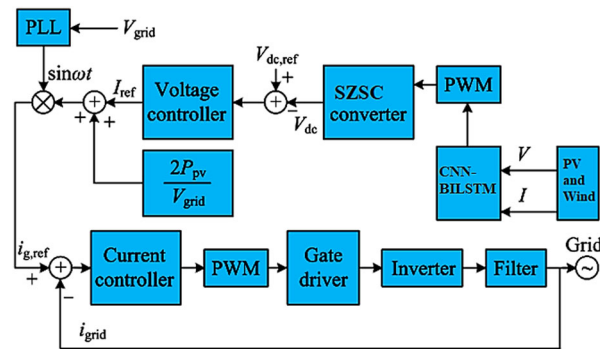 PLL
V_grid
sinωt
V_dc,ref
+
I_ref
Voltage
controller
+
+
+
−
V_dc
SZSC
converter
PWM
2P_pv
V_grid
CNN-
BILSTM
V
I
PV
and
Wind
i_g,ref
+
+
−
Current
controller
PWM
Gate
driver
Inverter
Filter
Grid
~
i_grid